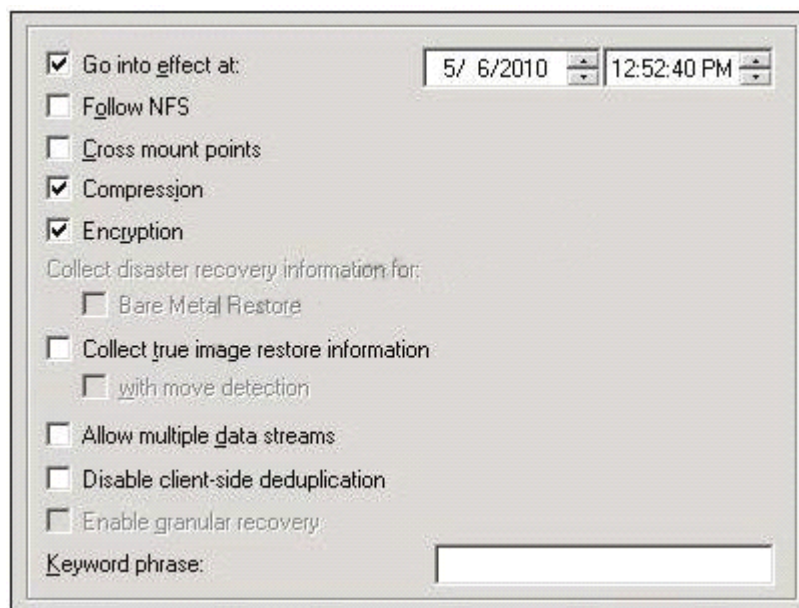 Go into effect at: 5/ 6/2010 12:52:40 PM
Follow NFS
Cross mount points
Compression
Encryption
Collect disaster recovery information for:
Bare Metal Restore
Collect true image restore information
with move detection
Allow multiple data streams
Disable client-side deduplication
Enable granular recovery
Keyword phrase: